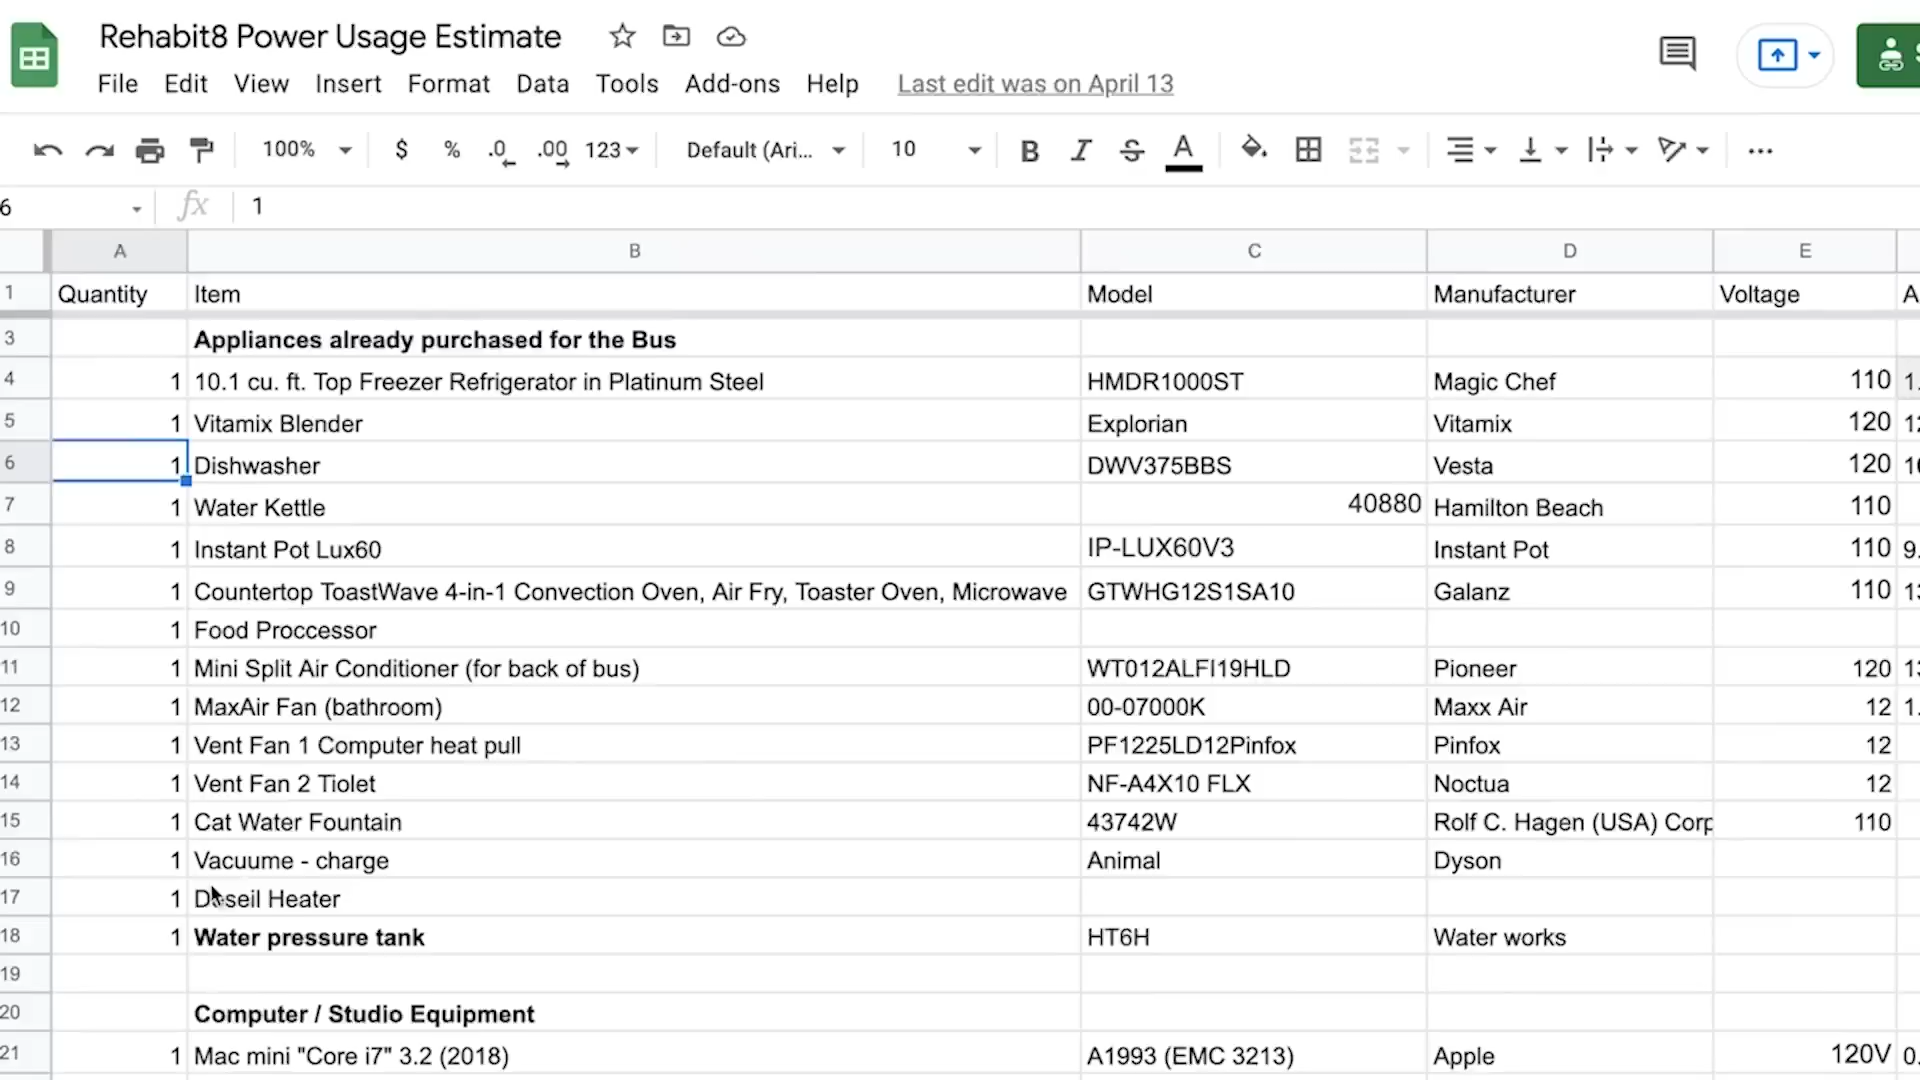 Rehabit8 Power Usage Estimate
File Edit View Insert Format Data Tools Add-ons Help Last edit was on April 13
100% $ % .0 .00 123 Default (Ari... 10 B I S A ...
6 fx 1
A B C D E
1 Quantity Item Model Manufacturer Voltage A
3 Appliances already purchased for the Bus
4 1 10.1 cu. ft. Top Freezer Refrigerator in Platinum Steel HMDR1000ST Magic Chef 110 1.
5 1 Vitamix Blender Explorian Vitamix 120 12
6 1 Dishwasher DWV375BBS Vesta 120 10
7 1 Water Kettle 40880 Hamilton Beach 110
8 1 Instant Pot Lux60 IP-LUX60V3 Instant Pot 110 9.
9 1 Countertop ToastWave 4-in-1 Convection Oven, Air Fry, Toaster Oven, Microwave GTWHG12S1SA10 Galanz 110 13
10 1 Food Proccessor
11 1 Mini Split Air Conditioner (for back of bus) WT012ALFI19HLD Pioneer 120 13
12 1 MaxAir Fan (bathroom) 00-07000K Maxx Air 12 1.
13 1 Vent Fan 1 Computer heat pull PF1225LD12Pinfox Pinfox 12
14 1 Vent Fan 2 Tiolet NF-A4X10 FLX Noctua 12
15 1 Cat Water Fountain 43742W Rolf C. Hagen (USA) Corp 110
16 1 Vacuume - charge Animal Dyson
17 1 Deseil Heater
18 1 Water pressure tank HT6H Water works
19
20 Computer / Studio Equipment
21 1 Mac mini "Core i7" 3.2 (2018) A1993 (EMC 3213) Apple 120V 0.